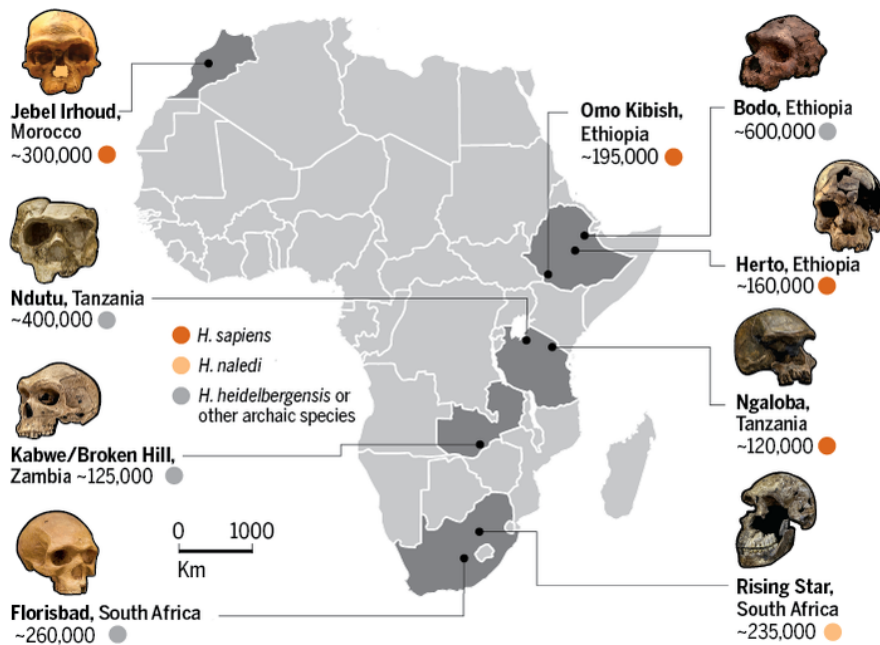 Jebel Irhoud,
Morocco
~300,000
Ndutu, Tanzania
~400,000
Kabwe/Broken Hill,
Zambia ~125,000
Florisbad, South Africa
~260,000
H. sapiens
H. naledi
H. heidelbergensis or
other archaic species
0 1000
Km
Omo Kibish,
Ethiopia
~195,000
Bodo, Ethiopia
~600,000
Herto, Ethiopia
~160,000
Ngaloba,
Tanzania
~120,000
Rising Star,
South Africa
~235,000